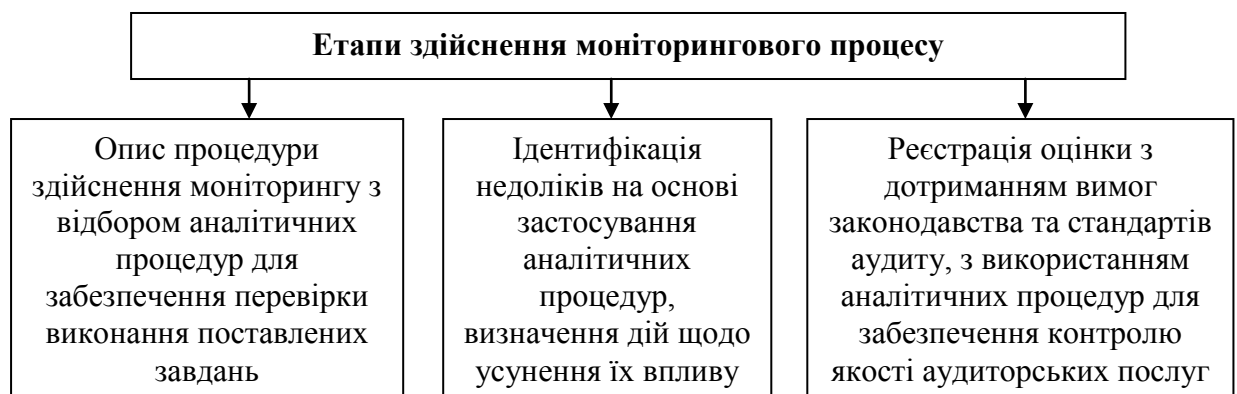 Етапи здійснення моніторингового процесу
Опис процедури
здійснення моніторингу з
відбором аналітичних
процедур для
забезпечення перевірки
виконання поставлених
завдань
Ідентифікація
недоліків на основі
застосування
аналітичних
процедур,
визначення дій щодо
усунення їх впливу
Реєстрація оцінки з
дотриманням вимог
законодавства та стандартів
аудиту, з використанням
аналітичних процедур для
забезпечення контролю
якості аудиторських послуг